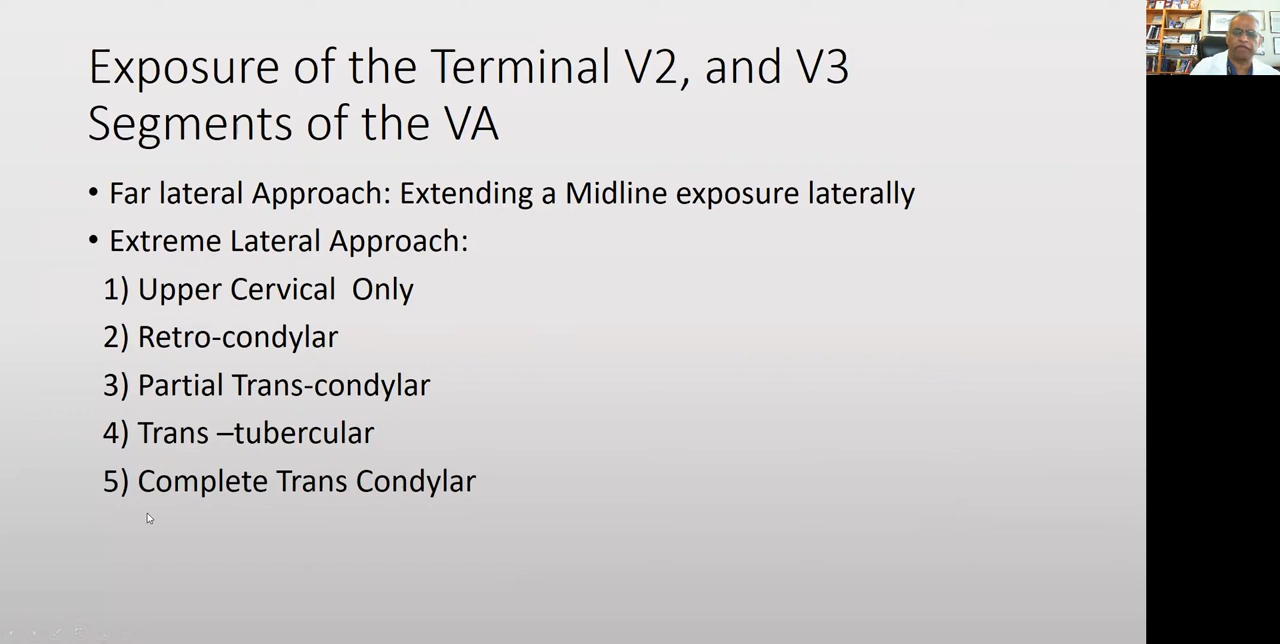 Exposure of the Terminal V2, and V3
Segments of the VA
• Far lateral Approach: Extending a Midline exposure laterally
• Extreme Lateral Approach:
1) Upper Cervical  Only
2) Retro-condylar
3) Partial Trans-condylar
4) Trans –tubercular
5) Complete Trans Condylar